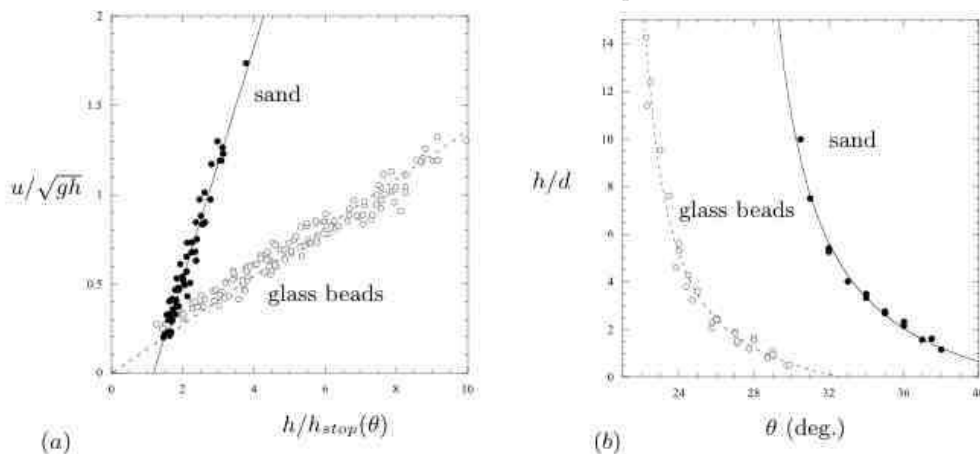 2
1.5
1
0.5
0
u/√gh
sand
glass beads
0
2
4
6
8
10
h/h_stop(θ)
(a)
14
12
10
8
6
4
2
0
h/d
sand
glass beads
24
28
32
36
40
θ (deg.)
(b)